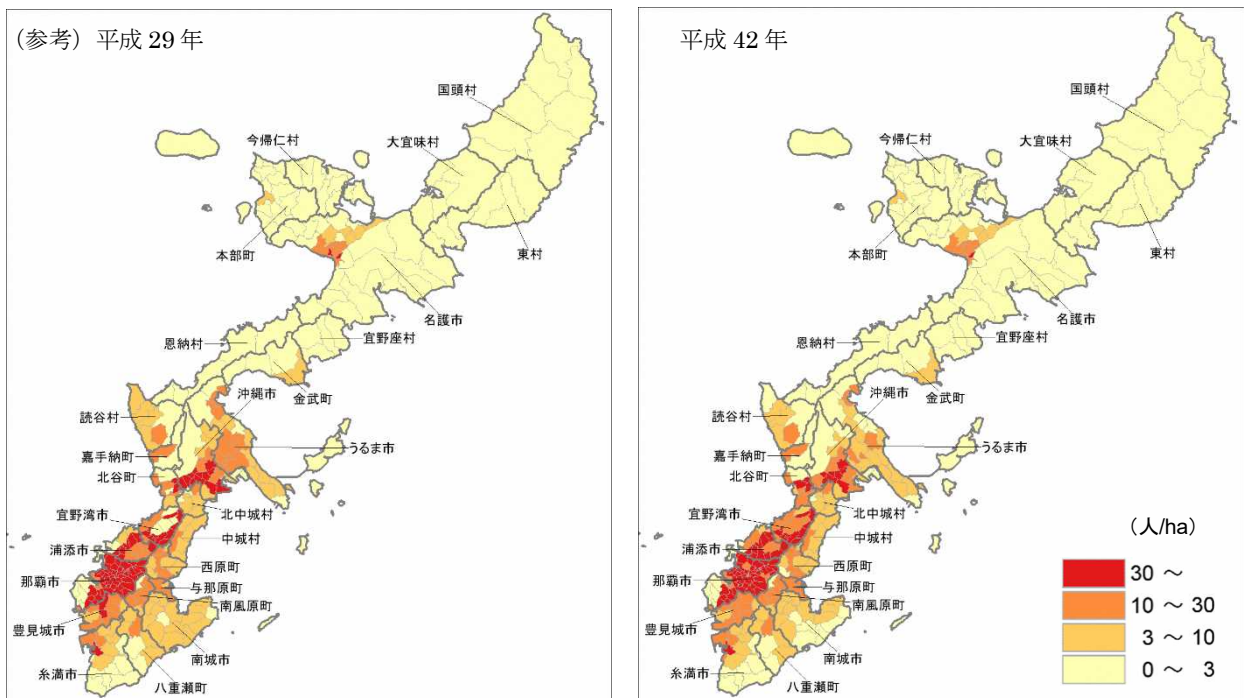 (参考) 平成 29 年
国頭村
今帰仁村
大宜味村
本部町
東村
名護市
恩納村
宜野座村
沖縄市
金武町
読谷村
うるま市
嘉手納町
北谷町
北中城村
宜野湾市
中城村
浦添市
西原町
那覇市
与那原町
南風原町
豊見城市
南城市
糸満市
八重瀬町
平成 42 年
国頭村
今帰仁村
大宜味村
本部町
東村
名護市
恩納村
宜野座村
沖縄市
金武町
読谷村
うるま市
嘉手納町
北谷町
北中城村
宜野湾市
中城村
浦添市
西原町
那覇市
与那原町
南風原町
豊見城市
南城市
糸満市
八重瀬町
(人/ha)
30 ～
10 ～ 30
3 ～ 10
0 ～ 3